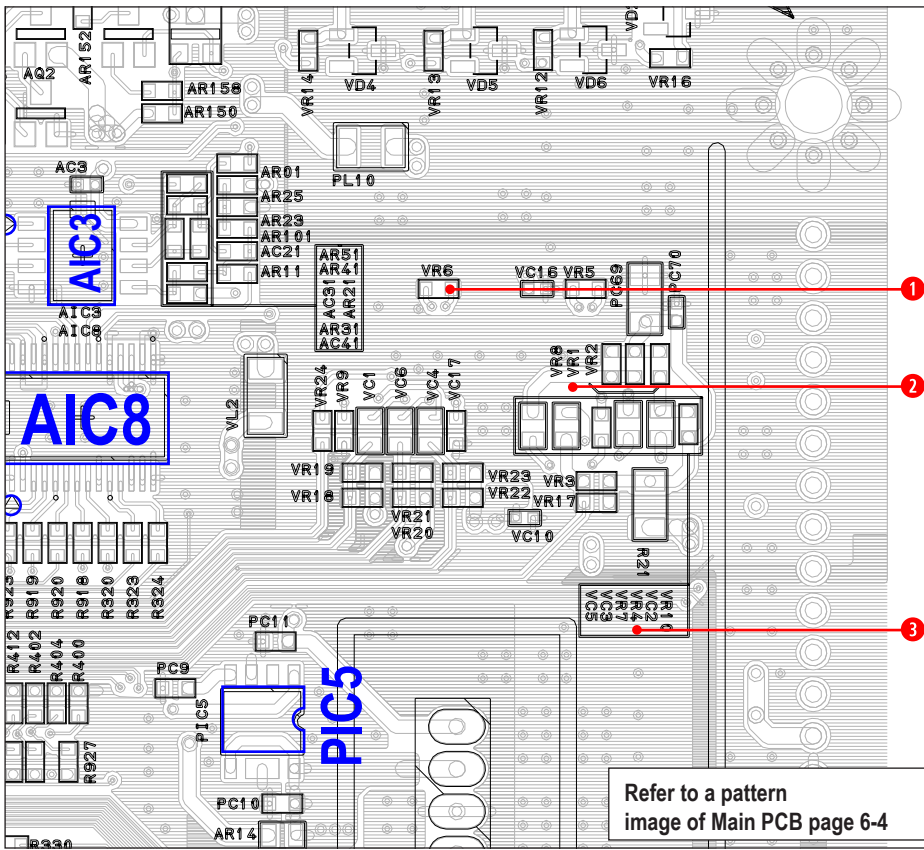 AR152
AQ2
AR158
AR150
VR14
VD4
VR13
VD5
VR12
VD6
VR16
PL10
AC3
AR01
AR25
AR23
AR101
AC21
AR11
AIC3
AIC3
AIC8
AR51
AR41
AC31
AR21
AR31
AC41
VR6
VC16
VR5
PC69
PC70
1
VR8
VR1
VR2
2
AIC8
VL2
VR24
VR9
VC1
VC6
VC4
VC17
VR19
VR18
VR23
VR22
VR21
VR20
VR3
VR17
VC10
R21
R925
R919
R920
R918
R320
R323
R324
VC5
VC3
VR7
VR4
VC2
VR10
3
R412
R402
R404
R400
PC11
PC9
PIC5
PIC5
R927
PC10
AR14
R330
Refer to a pattern
image of Main PCB page 6-4